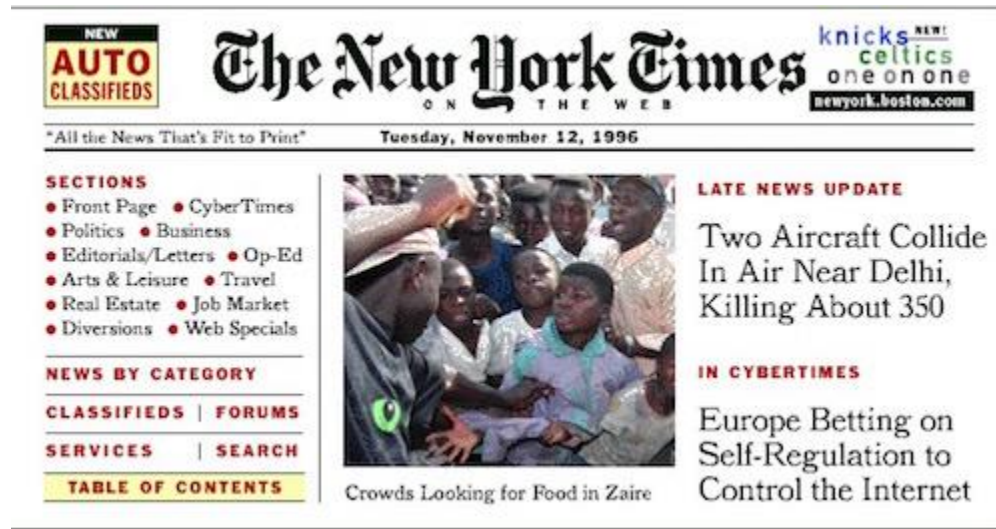 NEW
AUTO
CLASSIFIEDS
The New York Times
ON THE WEB
knicks NEW!
celtics
one on one
newyork.boston.com
"All the News That's Fit to Print"
Tuesday, November 12, 1996
SECTIONS
• Front Page • CyberTimes
• Politics • Business
• Editorials/Letters • Op-Ed
• Arts & Leisure • Travel
• Real Estate • Job Market
• Diversions • Web Specials
NEWS BY CATEGORY
CLASSIFIEDS | FORUMS
SERVICES | SEARCH
TABLE OF CONTENTS
Crowds Looking for Food in Zaire
LATE NEWS UPDATE
Two Aircraft Collide
In Air Near Delhi,
Killing About 350
IN CYBERTIMES
Europe Betting on
Self-Regulation to
Control the Internet